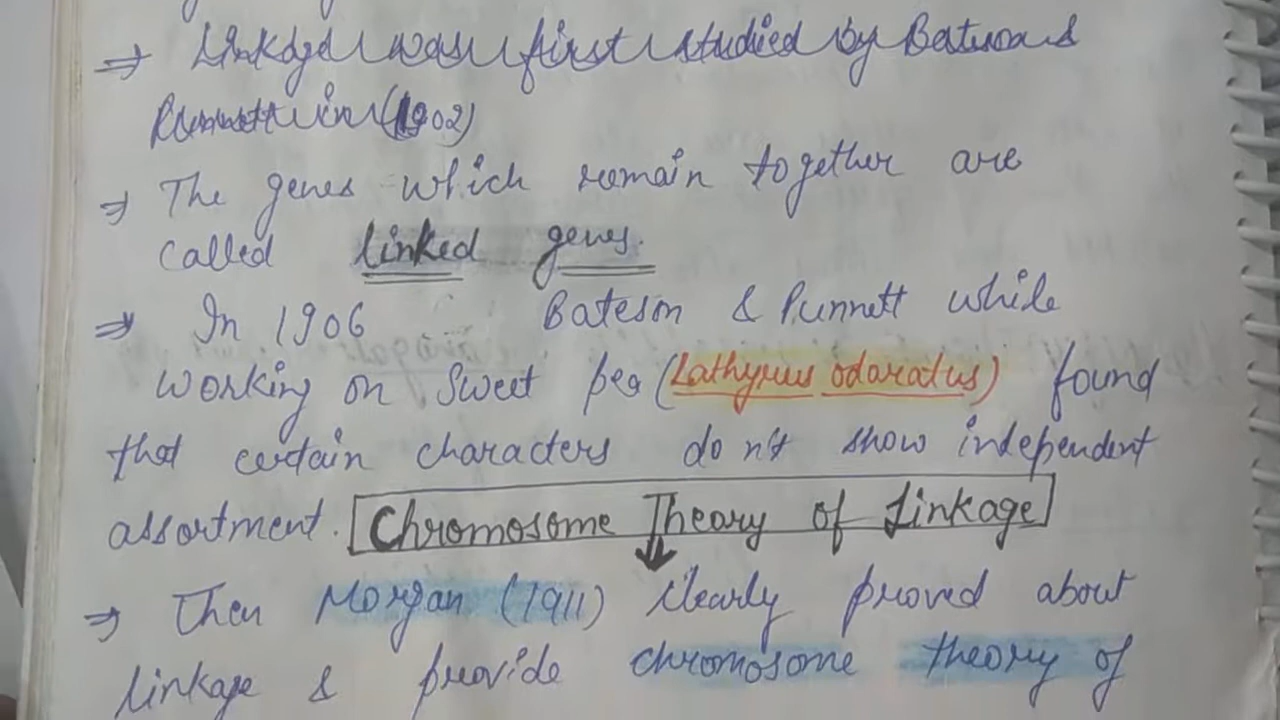 ⇒ Linkage was first studied by Bateson &
Punnett in (1902)
⇒ The genes which remain together are
called linked genes.
⇒ In 1906 Bateson & Punnett while
working on Sweet pea (Lathyrus odaratus) found
that certain characters don't show independent
assortment. Chromosome Theory of Linkage
⇒ Then Morgan (1911) clearly proved about
linkage & provide chromosome theory of